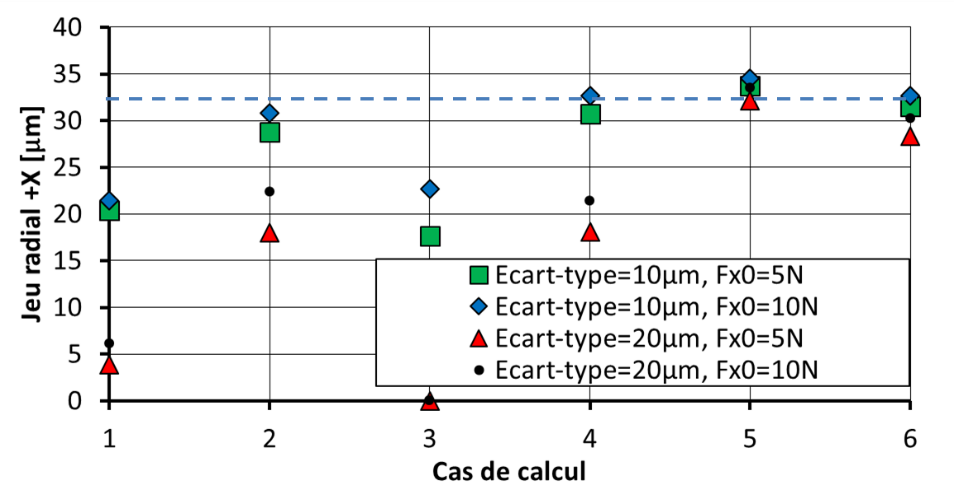 40
35
30
25
20
15
10
5
0
Jeu radial +X [µm]
Ecart-type=10µm, Fx0=5N
Ecart-type=10µm, Fx0=10N
Ecart-type=20µm, Fx0=5N
Ecart-type=20µm, Fx0=10N
1 2 3 4 5 6
Cas de calcul